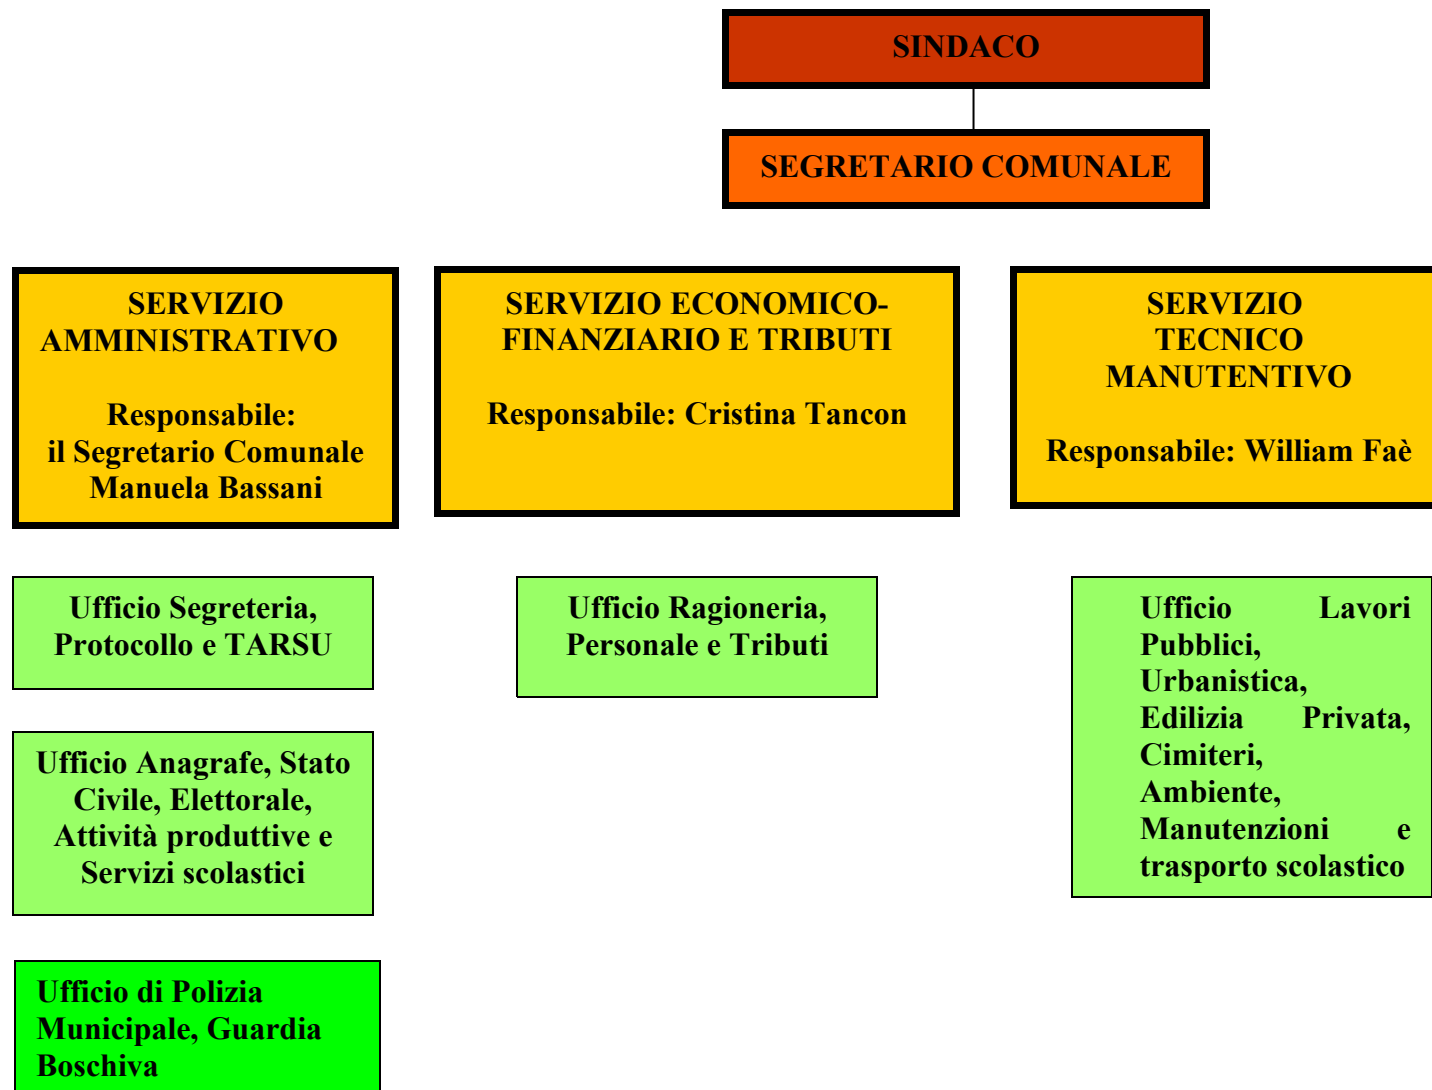 SINDACO
SEGRETARIO COMUNALE
SERVIZIO
AMMINISTRATIVO
Responsabile:
il Segretario Comunale
Manuela Bassani
SERVIZIO ECONOMICO-
FINANZIARIO E TRIBUTI
Responsabile: Cristina Tancon
SERVIZIO
TECNICO
MANUTENTIVO
Responsabile: William Faè
Ufficio Segreteria,
Protocollo e TARSU
Ufficio Anagrafe, Stato
Civile, Elettorale,
Attività produttive e
Servizi scolastici
Ufficio di Polizia
Municipale, Guardia
Boschiva
Ufficio Ragioneria,
Personale e Tributi
Ufficio Lavori
Pubblici,
Urbanistica,
Edilizia Privata,
Cimiteri,
Ambiente,
Manutenzioni e
trasporto scolastico